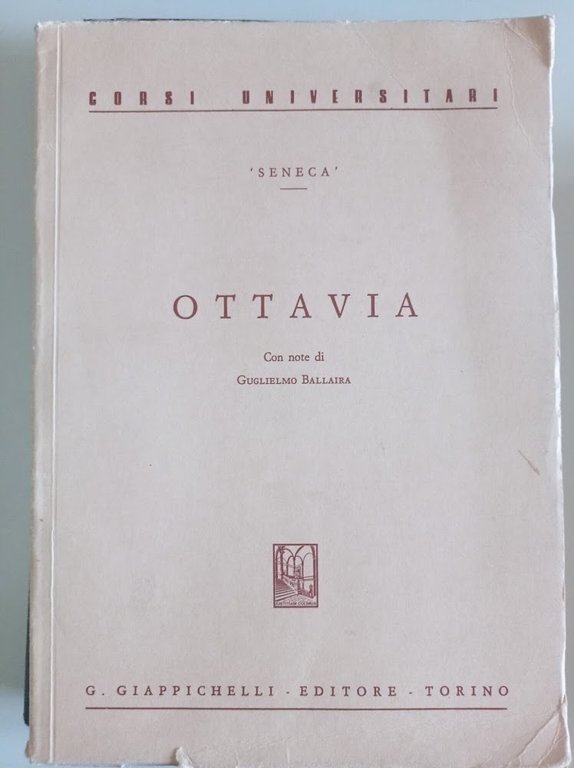 CORSI UNIVERSITARI
'SENECA'
OTTAVIA
Con note di
GUGLIELMO BALLAIRA
G. GIAPPICHELLI - EDITORE - TORINO